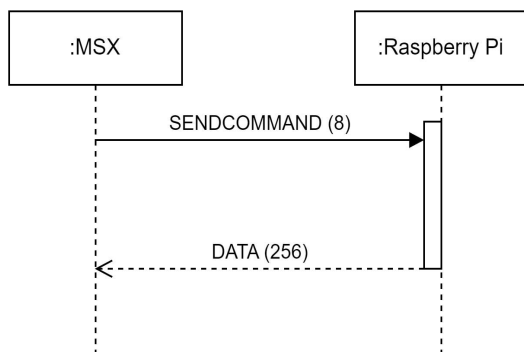 :MSX
:Raspberry Pi
SENDCOMMAND (8)
DATA (256)